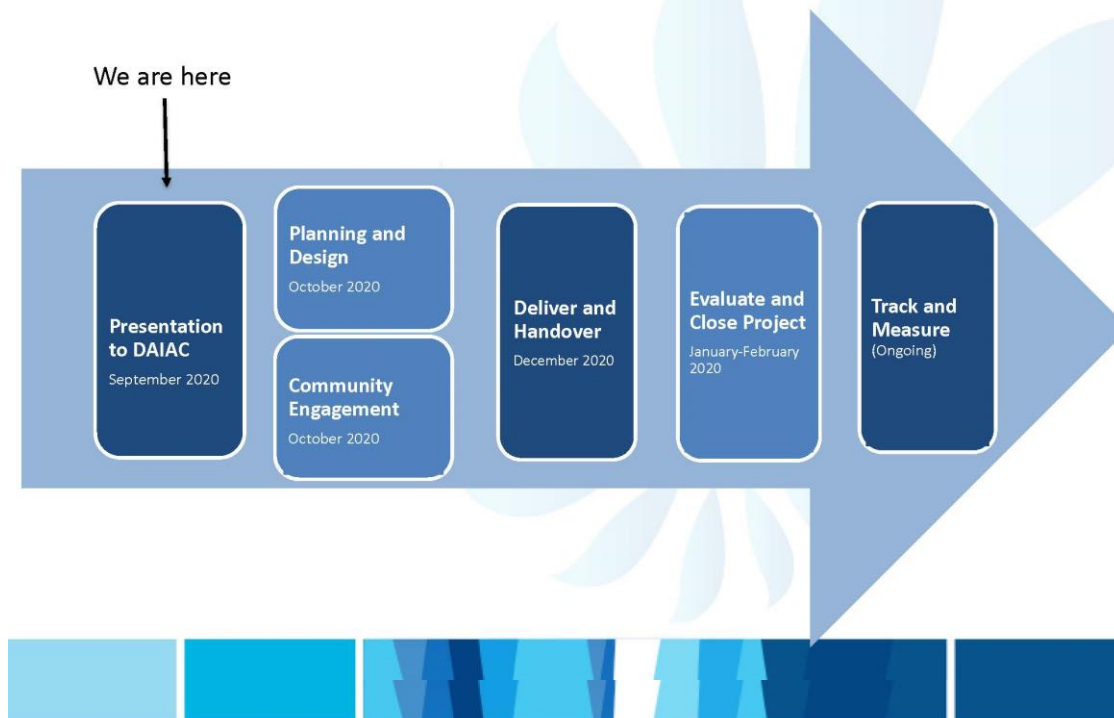 We are here
Presentation
to DAIAC
September 2020
Planning and
Design
October 2020
Community
Engagement
October 2020
Deliver and
Handover
December 2020
Evaluate and
Close Project
January-February
2020
Track and
Measure
(Ongoing)